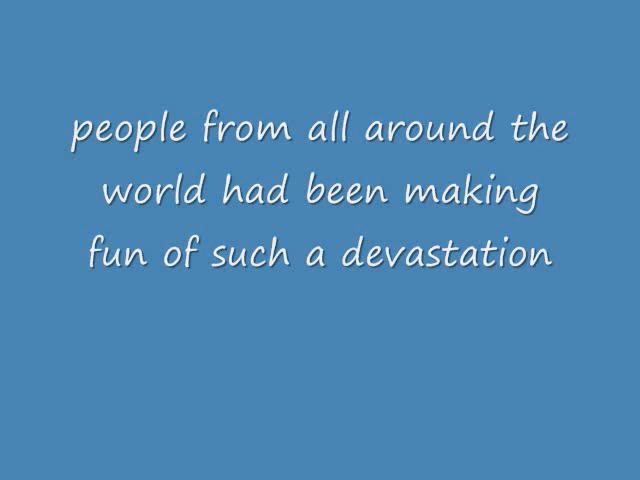 people from all around the
world had been making
fun of such a devastation